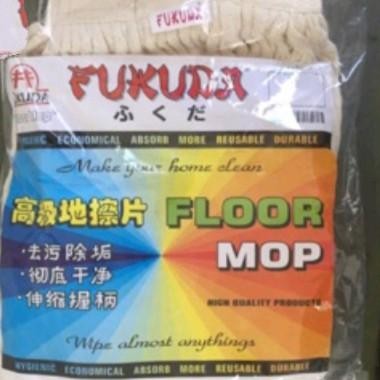 FUKUDA
FUKUDA
ふくだ
HYGIENIC ECONOMICAL ABSORB MORE REUSABLE DURABLE
Make your home clean
高级地擦片 FLOOR
MOP
·去污除垢
·彻底干净
·伸缩握柄
HIGH QUALITY PRODUCTS
Wipe almost anythings
HYGIENIC ECONOMICAL ABSORB MORE REUSABLE DURABLE